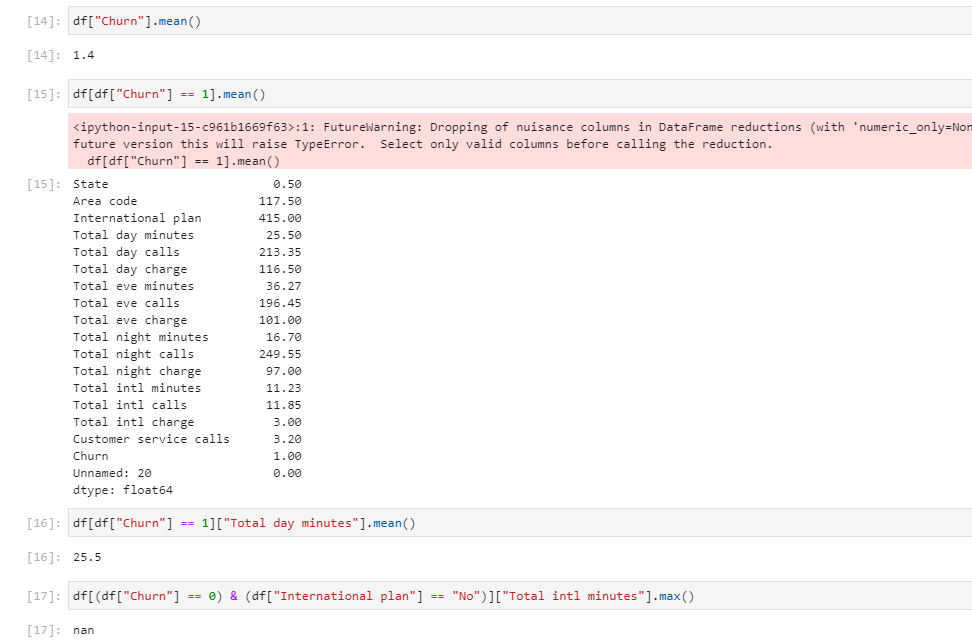 [14]: df["Churn"].mean()
[14]: 1.4
[15]: df[df["Churn"] == 1].mean()
<ipython-input-15-c961b1669f63>:1: FutureWarning: Dropping of nuisance columns in DataFrame reductions (with 'numeric_only=Non
future version this will raise TypeError.  Select only valid columns before calling the reduction.
df[df["Churn"] == 1].mean()
[15]: State 0.50
Area code 117.50
International plan 415.00
Total day minutes 25.50
Total day calls 213.35
Total day charge 116.50
Total eve minutes 36.27
Total eve calls 196.45
Total eve charge 101.00
Total night minutes 16.70
Total night calls 249.55
Total night charge 97.00
Total intl minutes 11.23
Total intl calls 11.85
Total intl charge 3.00
Customer service calls 3.20
Churn 1.00
Unnamed: 20 0.00
dtype: float64
[16]: df[df["Churn"] == 1]["Total day minutes"].mean()
[16]: 25.5
[17]: df[(df["Churn"] == 0) & (df["International plan"] == "No")]["Total intl minutes"].max()
[17]: nan